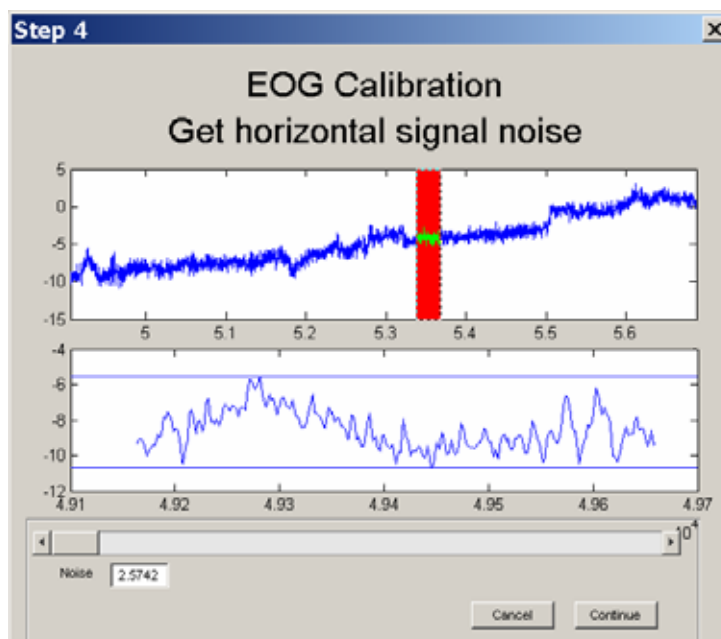 Step 4
EOG Calibration
Get horizontal signal noise
5
0
-5
-10
-15
5 5.1 5.2 5.3 5.4 5.5 5.6
-4
-6
-8
-10
-12
4.91 4.92 4.93 4.94 4.95 4.96 4.97
10^4
Noise 2.5742
Cancel Continue